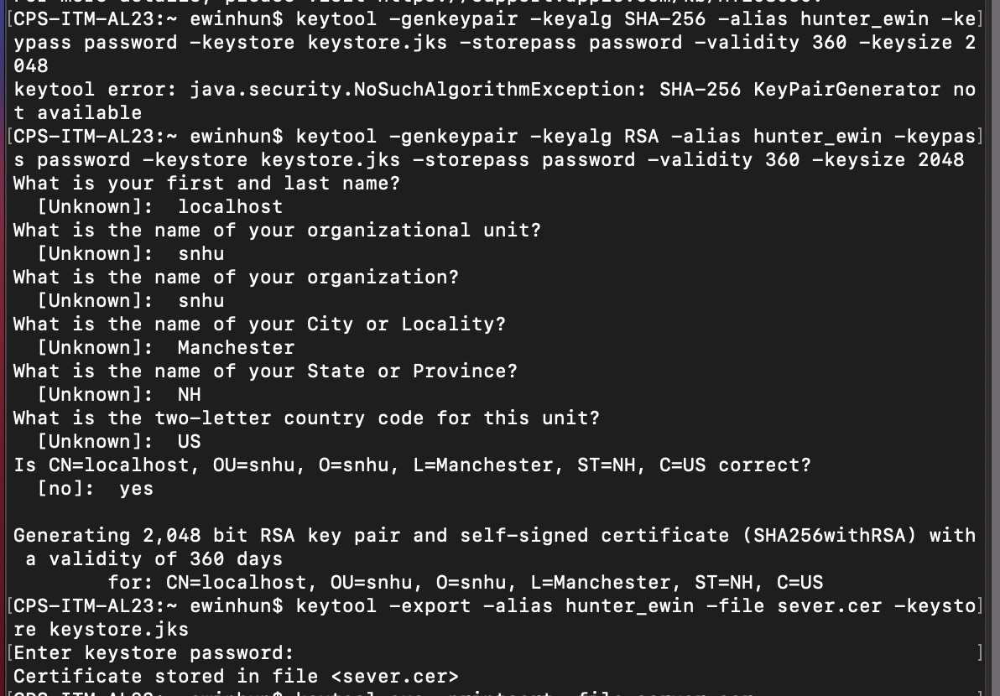 [CPS-ITM-AL23:~ ewinhun$ keytool -genkeypair -keyalg SHA-256 -alias hunter_ewin -ke]
ypass password -keystore keystore.jks -storepass password -validity 360 -keysize 2
048
keytool error: java.security.NoSuchAlgorithmException: SHA-256 KeyPairGenerator no
t available
[CPS-ITM-AL23:~ ewinhun$ keytool -genkeypair -keyalg RSA -alias hunter_ewin -keypas]
s password -keystore keystore.jks -storepass password -validity 360 -keysize 2048
What is your first and last name?
  [Unknown]:  localhost
What is the name of your organizational unit?
  [Unknown]:  snhu
What is the name of your organization?
  [Unknown]:  snhu
What is the name of your City or Locality?
  [Unknown]:  Manchester
What is the name of your State or Province?
  [Unknown]:  NH
What is the two-letter country code for this unit?
  [Unknown]:  US
Is CN=localhost, OU=snhu, O=snhu, L=Manchester, ST=NH, C=US correct?
  [no]:  yes
Generating 2,048 bit RSA key pair and self-signed certificate (SHA256withRSA) with
 a validity of 360 days
        for: CN=localhost, OU=snhu, O=snhu, L=Manchester, ST=NH, C=US
[CPS-ITM-AL23:~ ewinhun$ keytool -export -alias hunter_ewin -file sever.cer -keysto]
re keystore.jks
[Enter keystore password: ]
Certificate stored in file <sever.cer>